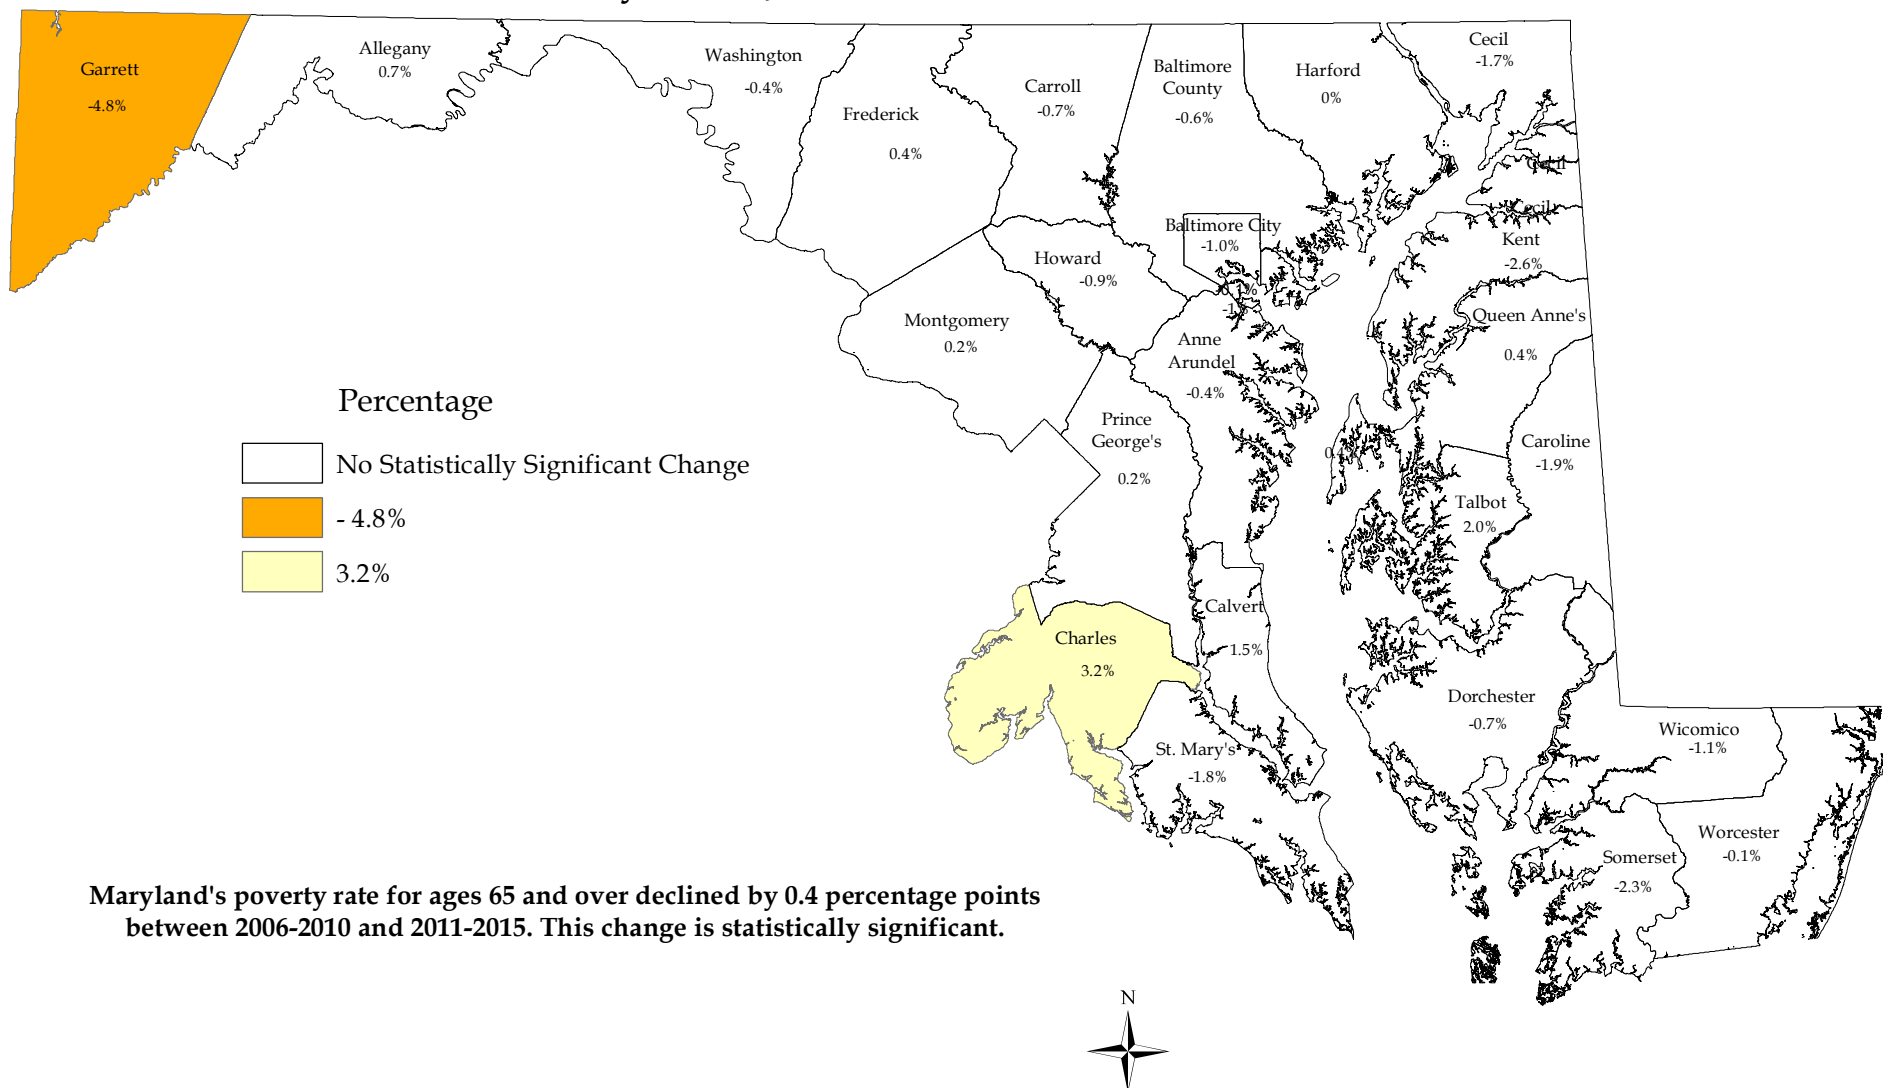 Garrett
-4.8%
Allegany
0.7%
Washington
-0.4%
Frederick
0.4%
Carroll
-0.7%
Baltimore
County
-0.6%
Harford
0%
Cecil
-1.7%
Cecil
Baltimore City
-1.0%
Kent
-2.6%
Howard
-0.9%
Montgomery
0.2%
Queen Anne's
0.4%
Anne
Arundel
-0.4%
Prince
George's
0.2%
Caroline
-1.9%
Talbot
2.0%
Calvert
1.5%
Charles
3.2%
Dorchester
-0.7%
St. Mary's
-1.8%
Wicomico
-1.1%
Worcester
-0.1%
Somerset
-2.3%
Percentage
No Statistically Significant Change
- 4.8%
3.2%
Maryland's poverty rate for ages 65 and over declined by 0.4 percentage points
between 2006-2010 and 2011-2015. This change is statistically significant.
N